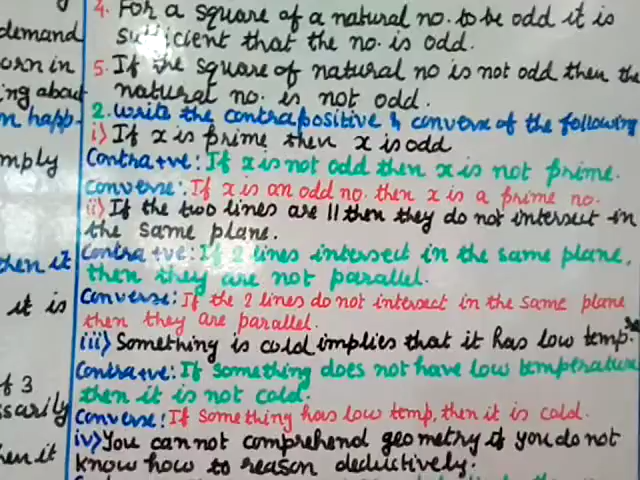 demand
orn in
ng about
n happ-
mply
then it
it is
f 3
ssarily
hen it
4. For a square of a natural no. to be odd it is
sufficient that the no. is odd.
5. If the square of natural no is not odd then the
natural no. is not odd.
2. Write the contrapositive & converse of the following
i) If x is prime then x is odd
Contra+ve: If x is not odd then x is not prime.
Converse: If x is an odd no. then x is a prime no.
ii) If the two lines are || then they do not intersect in
the same plane.
Contra+ve: If 2 lines intersect in the same plane,
then they are not parallel.
Converse: If the 2 lines do not intersect in the same plane
then they are parallel.
iii) Something is cold implies that it has low temp.
Contra+ve: If something does not have low temperature
then it is not cold.
Converse: If something has low temp, then it is cold.
iv) You cannot comprehend geometry if you do not
know how to reason deductively.